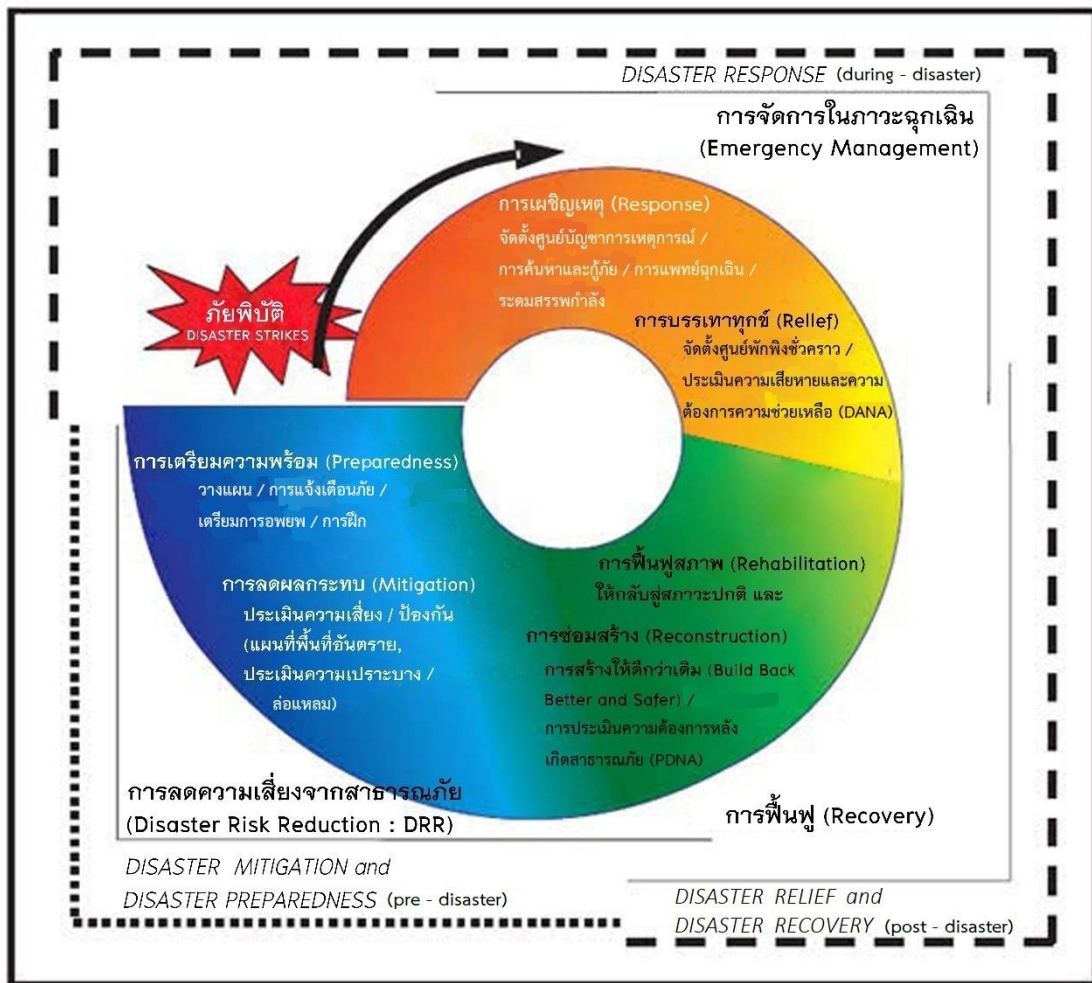 DISASTER RESPONSE (during - disaster)
การจัดการในภาวะฉุกเฉิน
(Emergency Management)
การเผชิญเหตุ (Response)
จัดตั้งศูนย์บัญชาการเหตุการณ์ /
การค้นหาและกู้ภัย / การแพทย์ฉุกเฉิน /
ระดมสรรพกำลัง
ภัยพิบัติ
DISASTER STRIKES
การบรรเทาทุกข์ (Rellef)
จัดตั้งศูนย์พักพิงชั่วคราว /
ประเมินความเสียหายและความ
ต้องการความช่วยเหลือ (DANA)
การเตรียมความพร้อม (Preparedness)
วางแผน / การแจ้งเตือนภัย /
เตรียมการอพยพ / การฝึก
การลดผลกระทบ (Mitigation)
ประเมินความเสี่ยง / ป้องกัน
(แผนที่พื้นที่อันตราย,
ประเมินความเปราะบาง /
ล่อแหลม)
การฟื้นฟูสภาพ (Rehabilitation)
ให้กลับสู่สภาวะปกติ และ
การซ่อมสร้าง (Reconstruction)
การสร้างให้ดีกว่าเดิม (Build Back
Better and Safer) /
การประเมินความต้องการหลัง
เกิดสาธารณภัย (PDNA)
การลดความเสี่ยงจากสาธารณภัย
(Disaster Risk Reduction : DRR)
การฟื้นฟู (Recovery)
DISASTER MITIGATION and
DISASTER PREPAREDNESS (pre - disaster)
DISASTER RELIEF and
DISASTER RECOVERY (post - disaster)